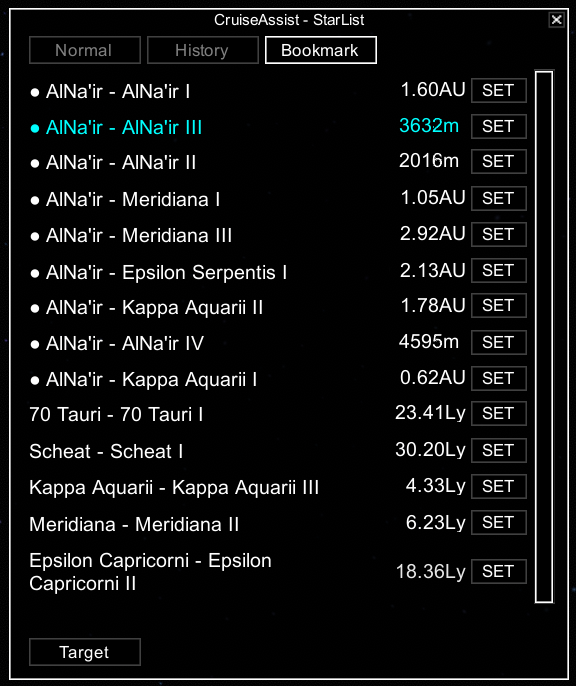 CruiseAssist - StarList
Normal History Bookmark
● AlNa'ir - AlNa'ir I 1.60AU SET
● AlNa'ir - AlNa'ir III 3632m SET
● AlNa'ir - AlNa'ir II 2016m SET
● AlNa'ir - Meridiana I 1.05AU SET
● AlNa'ir - Meridiana III 2.92AU SET
● AlNa'ir - Epsilon Serpentis I 2.13AU SET
● AlNa'ir - Kappa Aquarii II 1.78AU SET
● AlNa'ir - AlNa'ir IV 4595m SET
● AlNa'ir - Kappa Aquarii I 0.62AU SET
70 Tauri - 70 Tauri I 23.41Ly SET
Scheat - Scheat I 30.20Ly SET
Kappa Aquarii - Kappa Aquarii III 4.33Ly SET
Meridiana - Meridiana II 6.23Ly SET
Epsilon Capricorni - Epsilon
Capricorni II 18.36Ly SET
Target